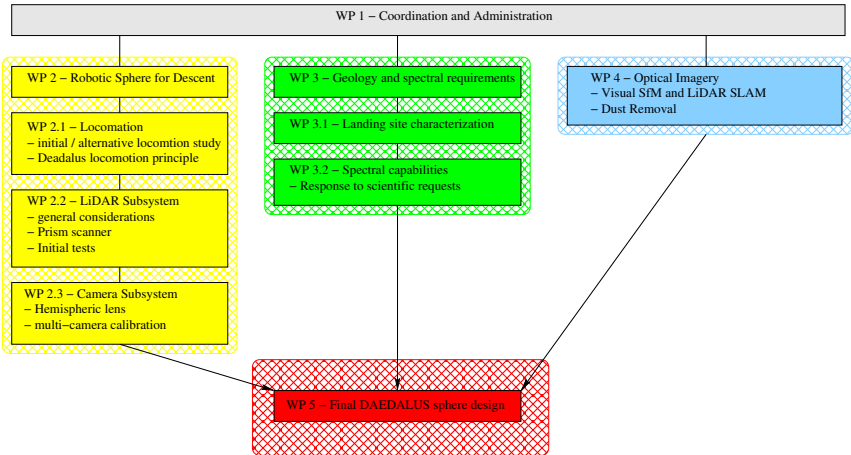 WP 1 − Coordination and Administration
WP 2 − Robotic Sphere for Descent
WP 2.1 − Locomation
− initial / alternative locomtion study
− Deadalus locomotion principle
WP 2.2 − LiDAR Subsystem
− general considerations
− Prism scanner
− Initial tests
WP 2.3 − Camera Subsystem
− Hemispheric lens
− multi−camera calibration
WP 3 − Geology and spectral requirements
WP 3.1 − Landing site characterization
WP 3.2 − Spectral capabilities
− Response to scientific requests
WP 4 − Optical Imagery
− Visual SfM and LiDAR SLAM
− Dust Removal
WP 5 − Final DAEDALUS sphere design